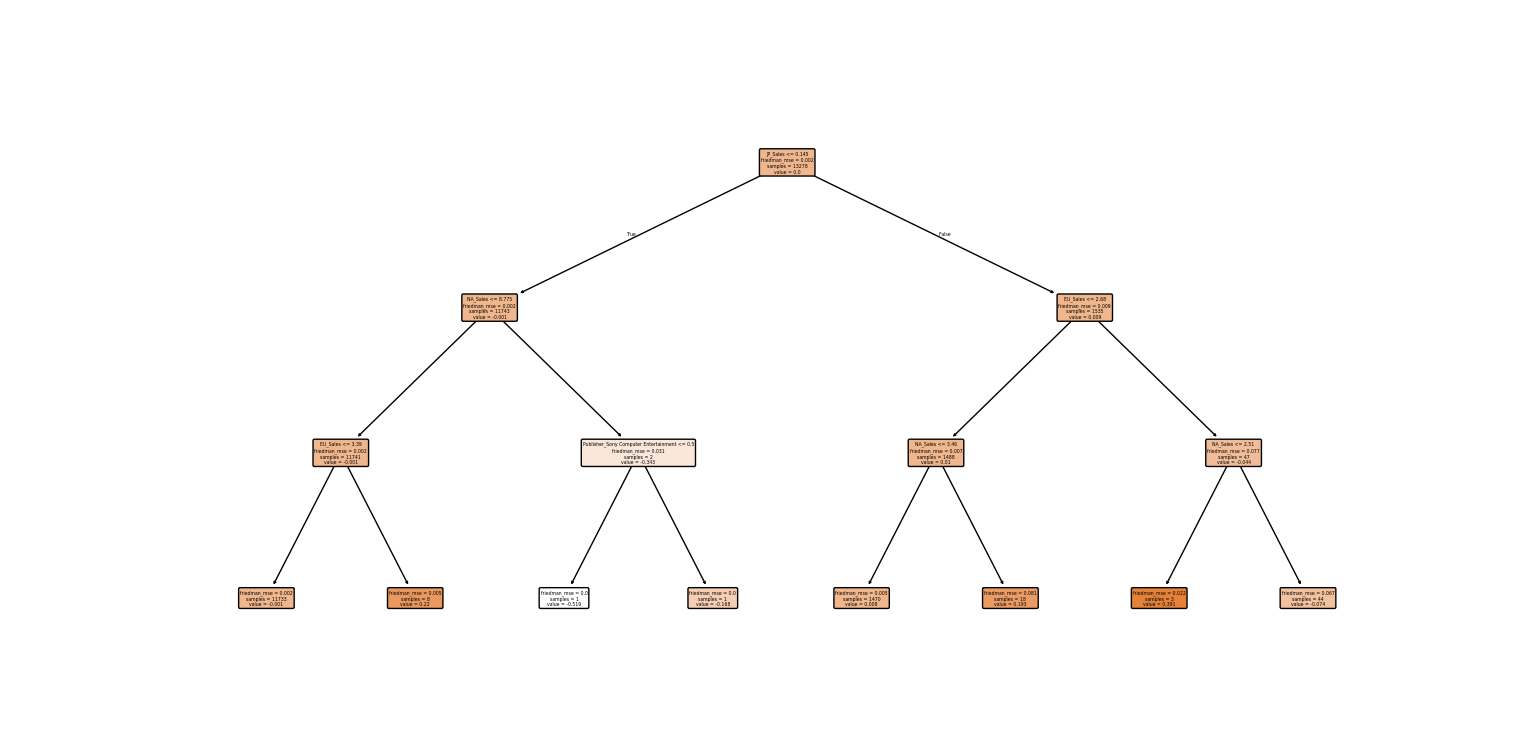 JP_Sales <= 0.145
friedman_mse = 0.002
samples = 13278
value = 0.0
True
False
NA_Sales <= 8.775
friedman_mse = 0.002
samples = 11743
value = -0.001
EU_Sales <= 2.68
friedman_mse = 0.009
samples = 1535
value = 0.009
EU_Sales <= 3.39
friedman_mse = 0.002
samples = 11741
value = -0.001
Publisher_Sony Computer Entertainment <= 0.5
friedman_mse = 0.031
samples = 2
value = -0.343
NA_Sales <= 3.46
friedman_mse = 0.007
samples = 1488
value = 0.01
NA_Sales <= 2.51
friedman_mse = 0.077
samples = 47
value = -0.044
friedman_mse = 0.002
samples = 11733
value = -0.001
friedman_mse = 0.005
samples = 8
value = 0.22
friedman_mse = 0.0
samples = 1
value = -0.519
friedman_mse = 0.0
samples = 1
value = -0.168
friedman_mse = 0.005
samples = 1470
value = 0.008
friedman_mse = 0.081
samples = 18
value = 0.193
friedman_mse = 0.022
samples = 3
value = 0.391
friedman_mse = 0.067
samples = 44
value = -0.074